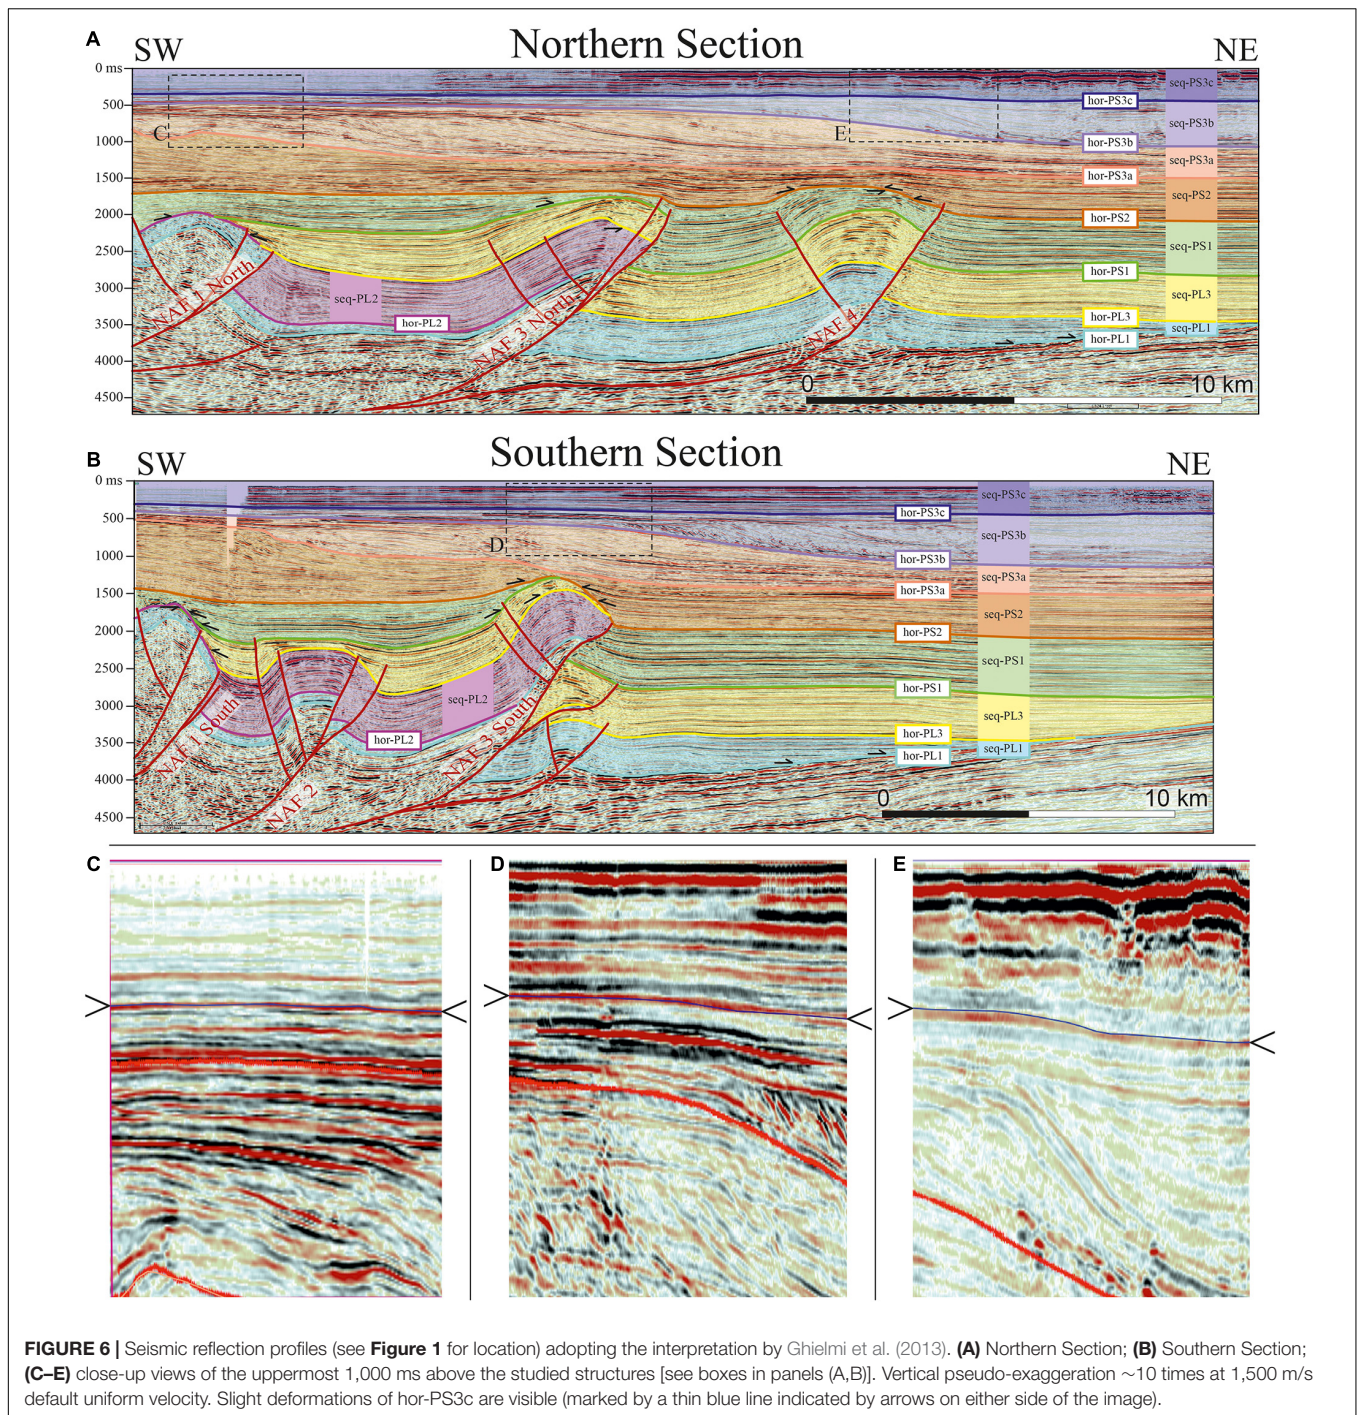 A
SW
Northern Section
NE
0 ms
500
1000
1500
2000
2500
3000
3500
4000
4500
C
E
hor-PS3c
hor-PS3b
hor-PS3a
hor-PS2
hor-PS1
hor-PL3
hor-PL1
seq-PS3c
seq-PS3b
seq-PS3a
seq-PS2
seq-PS1
seq-PL3
seq-PL1
seq-PL2
hor-PL2
NAF 1 North
NAF 3 North
NAF 4
0
10 km
B
SW
Southern Section
NE
0 ms
500
1000
1500
2000
2500
3000
3500
4000
4500
D
hor-PS3c
hor-PS3b
hor-PS3a
hor-PS2
hor-PS1
hor-PL3
hor-PL1
seq-PS3c
seq-PS3b
seq-PS3a
seq-PS2
seq-PS1
seq-PL3
seq-PL1
seq-PL2
hor-PL2
NAF 1 South
NAF 2
NAF 3 South
0
10 km
C
D
E
FIGURE 6 | Seismic reflection profiles (see Figure 1 for location) adopting the interpretation by Ghielmi et al. (2013). (A) Northern Section; (B) Southern Section;
(C–E) close-up views of the uppermost 1,000 ms above the studied structures [see boxes in panels (A,B)]. Vertical pseudo-exaggeration ∼10 times at 1,500 m/s
default uniform velocity. Slight deformations of hor-PS3c are visible (marked by a thin blue line indicated by arrows on either side of the image).